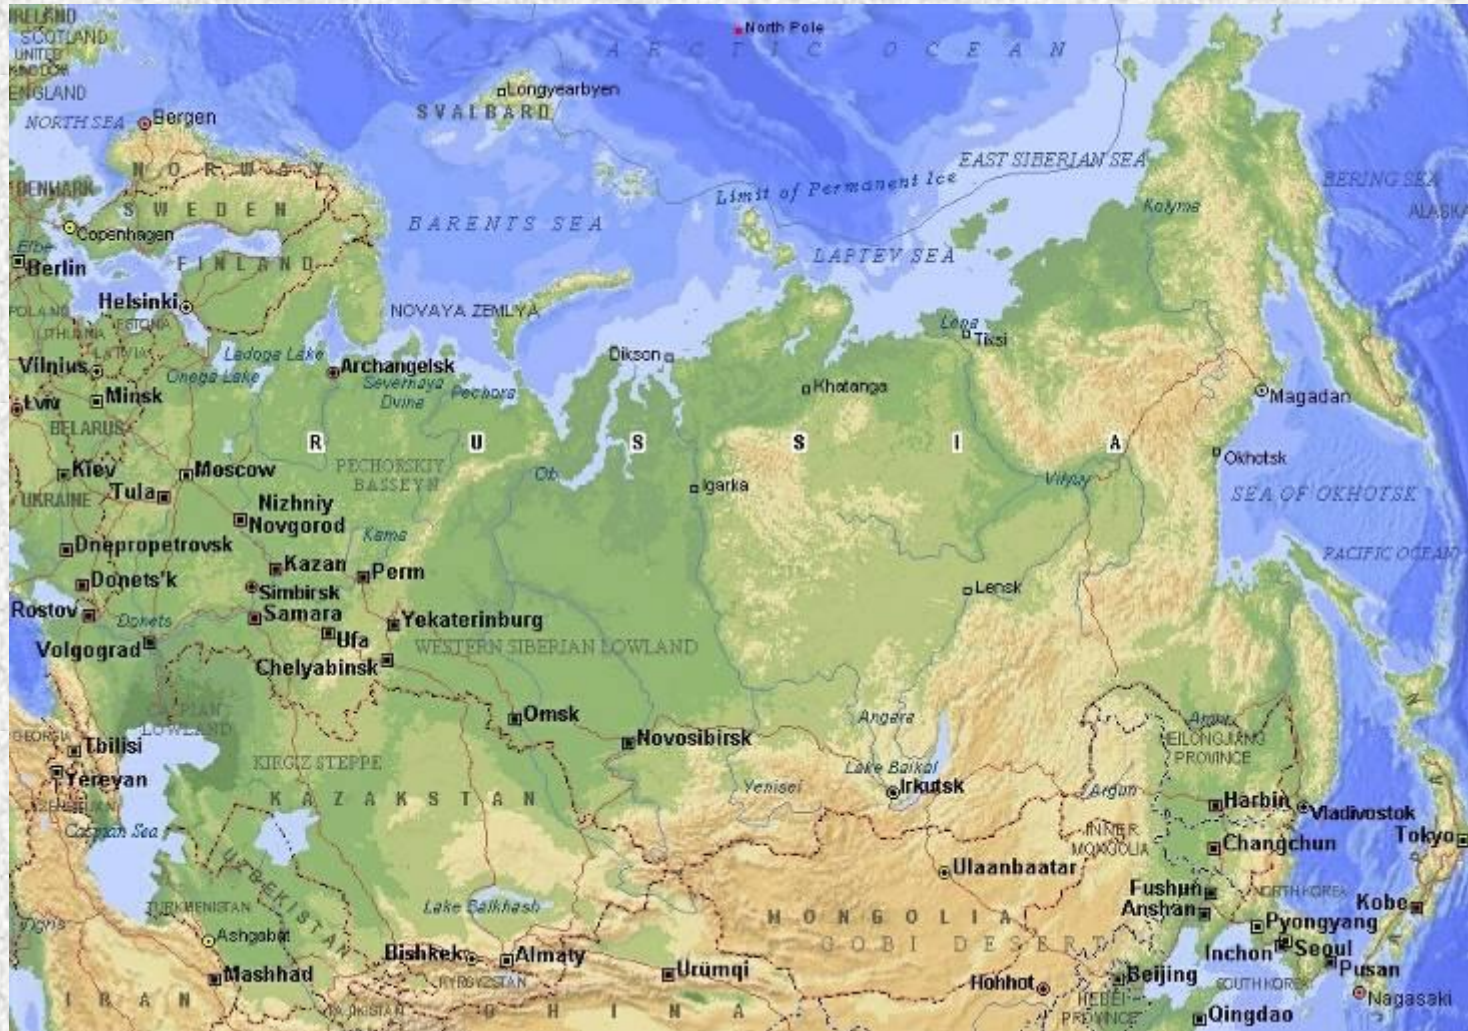 IRELAND
SCOTLAND
UNITED
ENGLAND
NORTH SEA
Bergen
North Pole
ARCTIC OCEAN
Longyearbyen
SVALBARD
NORWAY
DENMARK
SWEDEN
Copenhagen
Elbe
Berlin
FINLAND
BARENTS SEA
Limit of Permanent Ice
EAST SIBERIAN SEA
LAPTEV SEA
Kolyma
BERING SEA
ALASKA
Helsinki
POLAND
LITHUANIA
ESTONIA
LATVIA
NOVAYA ZEMLYA
Lena
Tiksi
Vilnius
Ladoga Lake
Onega Lake
Archangelsk
Severnaya
Dvina
Pechora
Dikson
Khatanga
Magadan
Minsk
Lviv
BELARUS
RUSSIA
Kiev
Moscow
PECHORSKIY
BASSEYN
Ob
Igarka
Vilyuy
Okhotsk
SEA OF OKHOTSK
UKRAINE
Tula
Nizhniy
Novgorod
Kama
PACIFIC OCEAN
Dnepropetrovsk
Kazan
Perm
Donets'k
Simbirsk
Lensk
Rostov
Donets
Samara
Yekaterinburg
Volgograd
Ufa
WESTERN SIBERIAN LOWLAND
Chelyabinsk
CASPIAN
LOWLAND
Omsk
Angara
Amur
GEORGIA
Tbilisi
Novosibirsk
HEILONGJIANG
PROVINCE
Yereyan
KIRGIZ STEPPE
Lake Baikal
Yenisei
Irkutsk
Argun
KAZAKSTAN
Harbin
Vladivostok
Caspian Sea
INNER
MONGOLIA
Changchun
Tokyo
UZBEKISTAN
Ulaanbaatar
Fushun
NORTH KOREA
TURKMENISTAN
Lake Balkhash
MONGOLIA
Anshan
Kobe
Tigris
Ashgabat
GOBI DESERT
Pyongyang
Bishkek
Almaty
Inchon
Seoul
Mashhad
KYRGYZSTAN
Urümqi
Hohhot
Beijing
SOUTH KOREA
Pusan
IRAN
TAJIKISTAN
CHINA
HEBEI
PROVINCE
Qingdao
Nagasaki